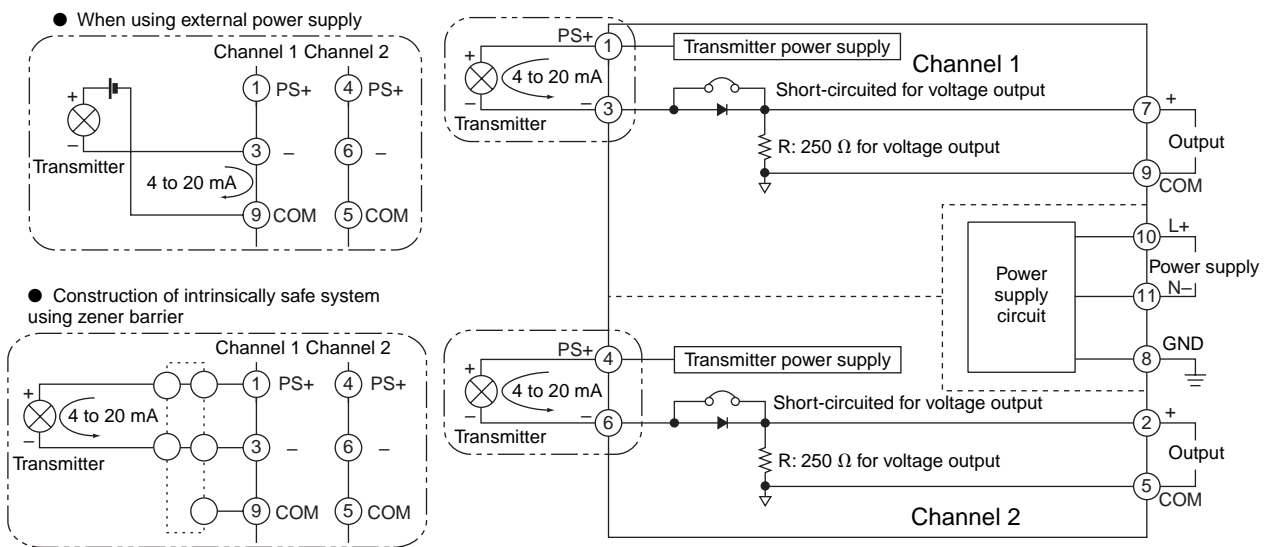 ● When using external power supply
Channel 1 Channel 2
1 PS+ 4 PS+
+
–
Transmitter
3 – 6 –
4 to 20 mA
9 COM 5 COM
● Construction of intrinsically safe system
using zener barrier
Channel 1 Channel 2
+
1 PS+ 4 PS+
4 to 20 mA
–
3 – 6 –
Transmitter
9 COM 5 COM
PS+ 1 Transmitter power supply
Channel 1
+
4 to 20 mA
Short-circuited for voltage output
– – 3
Transmitter
7 +
R: 250 Ω for voltage output
Output
9
COM
10 L+
Power
supply
circuit
Power supply
11 N–
8 GND
PS+ 4 Transmitter power supply
+
4 to 20 mA
Short-circuited for voltage output
– – 6
Transmitter
2 +
R: 250 Ω for voltage output
Output
5
COM
Channel 2